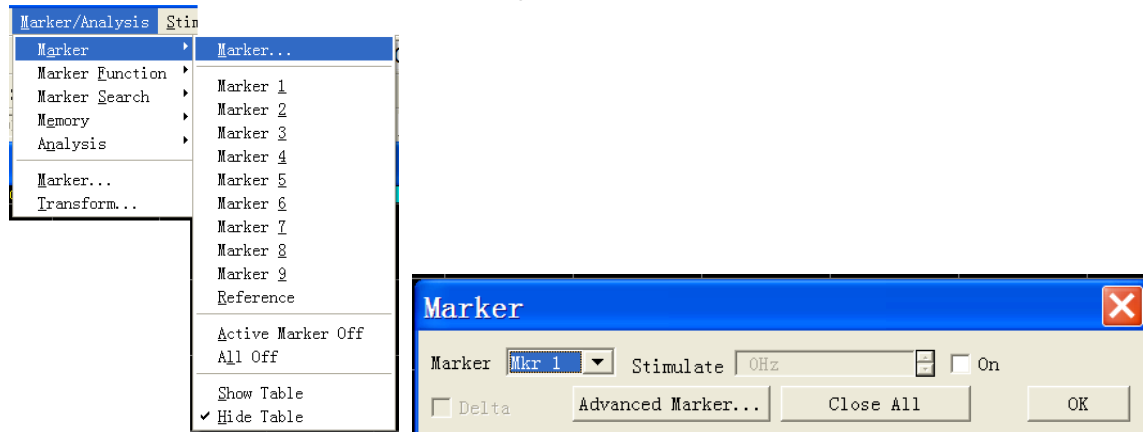 Marker/Analysis Stim
Marker
Marker Function
Marker Search
Memory
Analysis
Marker...
Transform...
Marker...
Marker 1
Marker 2
Marker 3
Marker 4
Marker 5
Marker 6
Marker 7
Marker 8
Marker 9
Reference
Active Marker Off
All Off
Show Table
Hide Table
Marker
Marker Mkr 1 Stimulate 0Hz On
Delta Advanced Marker... Close All OK